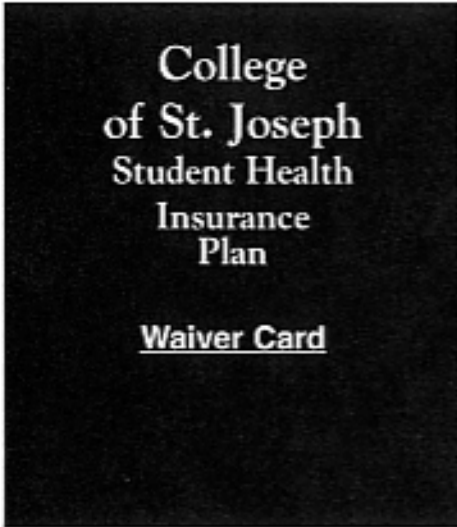 College
of St. Joseph
Student Health
Insurance
Plan
Waiver Card